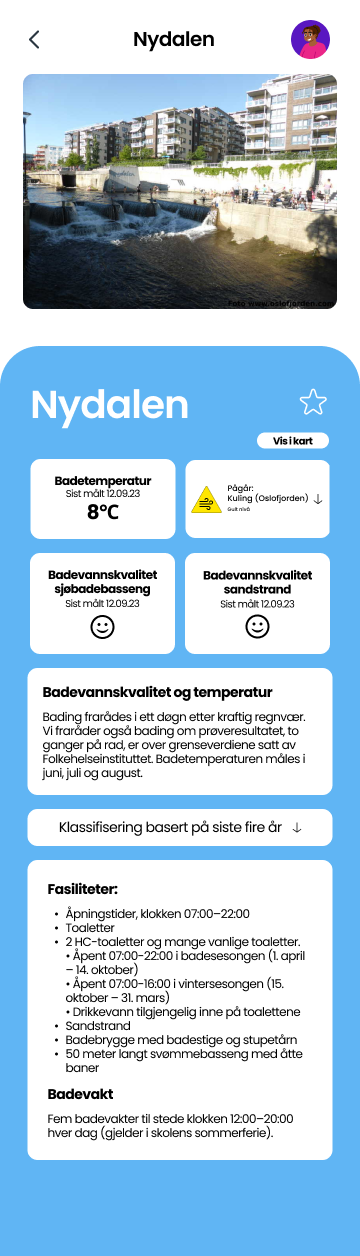 Nydalen
Nydalen
Foto www.oslofjorden.com
Nydalen
Vis i kart
Badetemperatur
Sist målt 12.09.23
8°C
Pågår:
Kuling (Oslofjorden) ↓
Gult nivå
Badevannskvalitet
sjøbadebasseng
Sist målt 12.09.23
Badevannskvalitet
sandstrand
Sist målt 12.09.23
Badevannskvalitet og temperatur
Bading frarådes i ett døgn etter kraftig regnvær.
Vi fraråder også bading om prøveresultatet, to
ganger på rad, er over grenseverdiene satt av
Folkehelseinstituttet. Badetemperaturen måles i
juni, juli og august.
Klassifisering basert på siste fire år ↓
Fasiliteter:
• Åpningstider, klokken 07:00–22:00
• Toaletter
• 2 HC-toaletter og mange vanlige toaletter.
• Åpent 07:00-22:00 i badesesongen (1. april
– 14. oktober)
• Åpent 07:00-16:00 i vintersesongen (15.
oktober – 31. mars)
• Drikkevann tilgjengelig inne på toalettene
• Sandstrand
• Badebrygge med badestige og stupetårn
• 50 meter langt svømmebasseng med åtte
baner
Badevakt
Fem badevakter til stede klokken 12:00–20:00
hver dag (gjelder i skolens sommerferie).